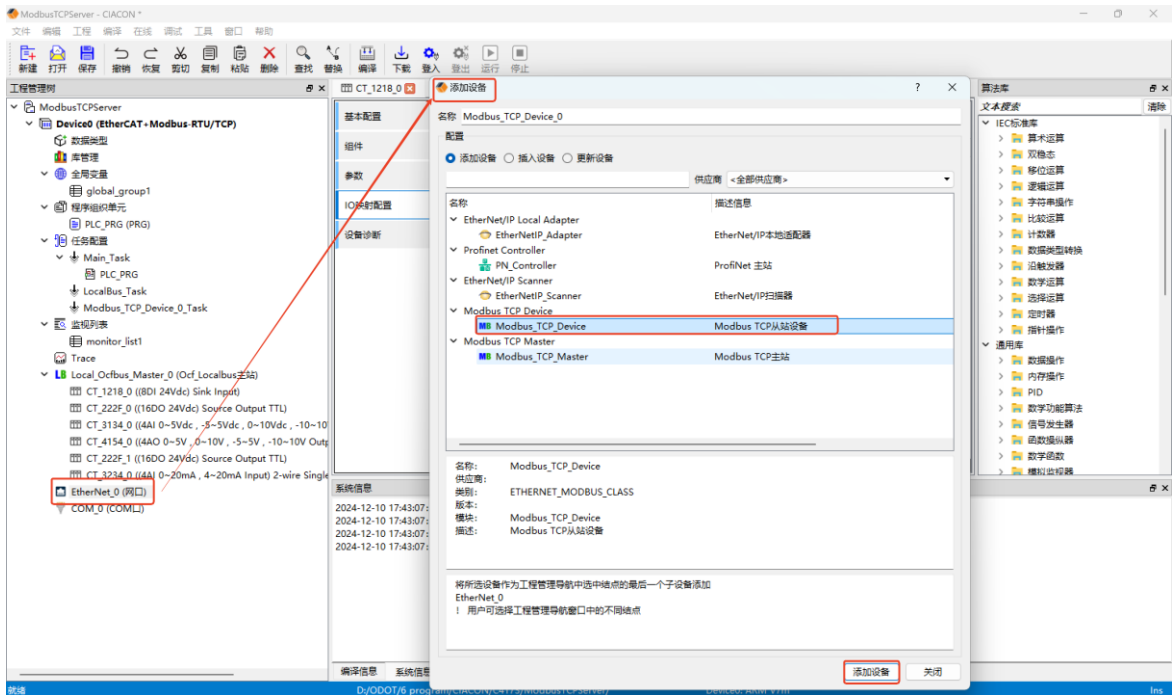 ModbusTCPServer - CIACON *
文件 编辑 工程 编译 在线 调试 工具 窗口 帮助
新建 打开 保存 撤销 恢复 剪切 复制 粘贴 删除 查找 替换 编译 下载 登入 登出 运行 停止
工程管理树
ModbusTCPServer
Device0 (EtherCAT+Modbus-RTU/TCP)
数据类型
库管理
全局变量
global_group1
程序组织单元
PLC_PRG (PRG)
任务配置
Main_Task
PLC_PRG
LocalBus_Task
Modbus_TCP_Device_0_Task
监视列表
monitor_list1
Trace
Local_Ocfbus_Master_0 (Ocf_Localbus主站)
CT_1218_0 ((8DI 24Vdc) Sink Input)
CT_222F_0 ((16DO 24Vdc) Source Output TTL)
CT_3134_0 ((4AI 0~5Vdc , -5~5Vdc , 0~10Vdc , -10~10
CT_4154_0 ((4AO 0~5V , 0~10V , -5~5V , -10~10V Outp
CT_222F_1 ((16DO 24Vdc) Source Output TTL)
CT_3234_0 ((4AI 0~20mA , 4~20mA Input) 2-wire Single
EtherNet_0 (网口)
COM_0 (COM口)
CT_1218_0
基本配置
组件
参数
IO映射配置
设备诊断
系统信息
2024-12-10 17:43:07:
2024-12-10 17:43:07:
2024-12-10 17:43:07:
2024-12-10 17:43:07:
编译信息 系统信息
添加设备
名称 Modbus_TCP_Device_0
配置
添加设备 插入设备 更新设备
供应商 <全部供应商>
名称 描述信息
EtherNet/IP Local Adapter
EtherNetIP_Adapter EtherNet/IP本地适配器
Profinet Controller
PN_Controller ProfiNet 主站
EtherNet/IP Scanner
EtherNetIP_Scanner EtherNet/IP扫描器
Modbus TCP Device
MB Modbus_TCP_Device Modbus TCP从站设备
Modbus TCP Master
MB Modbus_TCP_Master Modbus TCP主站
名称: Modbus_TCP_Device
供应商:
类别: ETHERNET_MODBUS_CLASS
版本:
模块: Modbus_TCP_Device
描述: Modbus TCP从站设备
将所选设备作为工程管理导航中选中结点的最后一个子设备添加
EtherNet_0
! 用户可选择工程管理导航窗口中的不同结点
添加设备 关闭
算法库
文本搜索 清除
IEC标准库
算术运算
双稳态
移位运算
逻辑运算
字符串操作
比较运算
计数器
数据类型转换
沿触发器
数学运算
选择运算
定时器
指针操作
通用库
数据操作
内存操作
PID
数学功能算法
信号发生器
函数操纵器
数学函数
模拟监视器
就绪 D:/ODOT/6 program/CIACON/C4173/ModbusTCPServer/ Device0: ARM V7m Ins